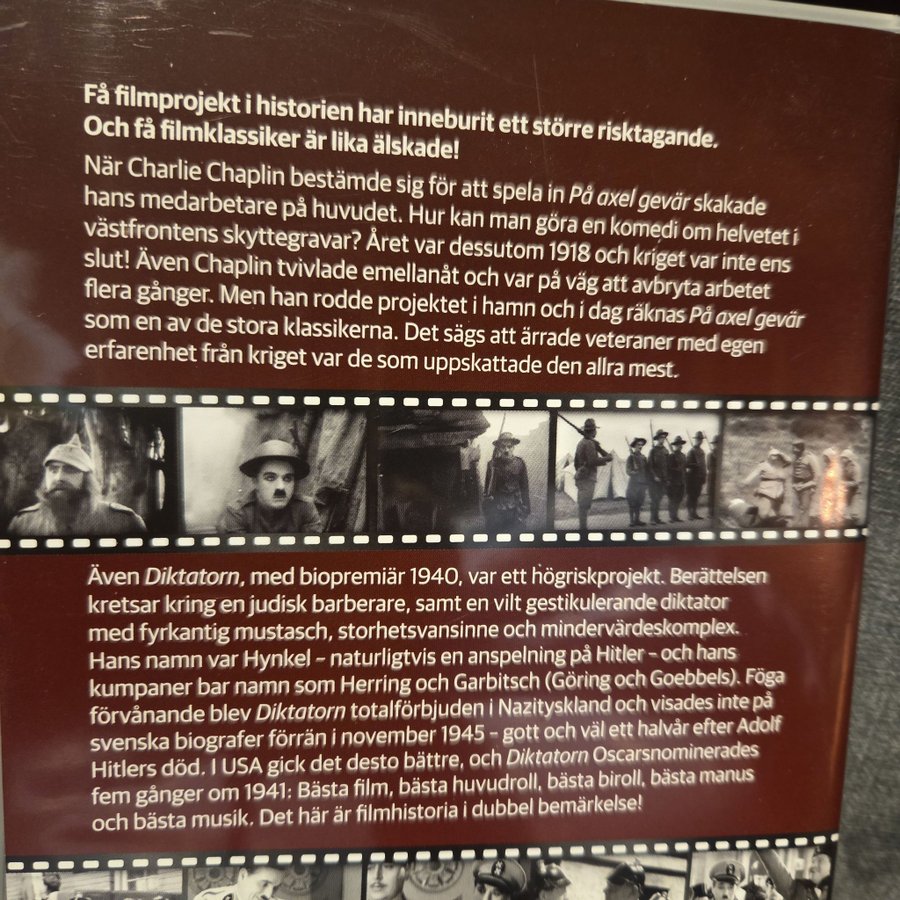 Få filmprojekt i historien har inneburit ett större risktagande.
Och få filmklassiker är lika älskade!
När Charlie Chaplin bestämde sig för att spela in På axel gevär skakade
hans medarbetare på huvudet. Hur kan man göra en komedi om helvetet i
västfrontens skyttegravar? Året var dessutom 1918 och kriget var inte ens
slut! Även Chaplin tvivlade emellanåt och var på väg att avbryta arbetet
flera gånger. Men han rodde projektet i hamn och i dag räknas På axel gevär
som en av de stora klassikerna. Det sägs att ärrade veteraner med egen
erfarenhet från kriget var de som uppskattade den allra mest.
Även Diktatorn, med biopremiär 1940, var ett högriskprojekt. Berättelsen
kretsar kring en judisk barberare, samt en vilt gestikulerande diktator
med fyrkantig mustasch, storhetsvansinne och mindervärdeskomplex.
Hans namn var Hynkel – naturligtvis en anspelning på Hitler – och hans
kumpaner bar namn som Herring och Garbitsch (Göring och Goebbels). Föga
förvånande blev Diktatorn totalförbjuden i Nazityskland och visades inte på
svenska biografer förrän i november 1945 – gott och väl ett halvår efter Adolf
Hitlers död. I USA gick det desto bättre, och Diktatorn Oscarsnominerades
fem gånger om 1941: Bästa film, bästa huvudroll, bästa biroll, bästa manus
och bästa musik. Det här är filmhistoria i dubbel bemärkelse!